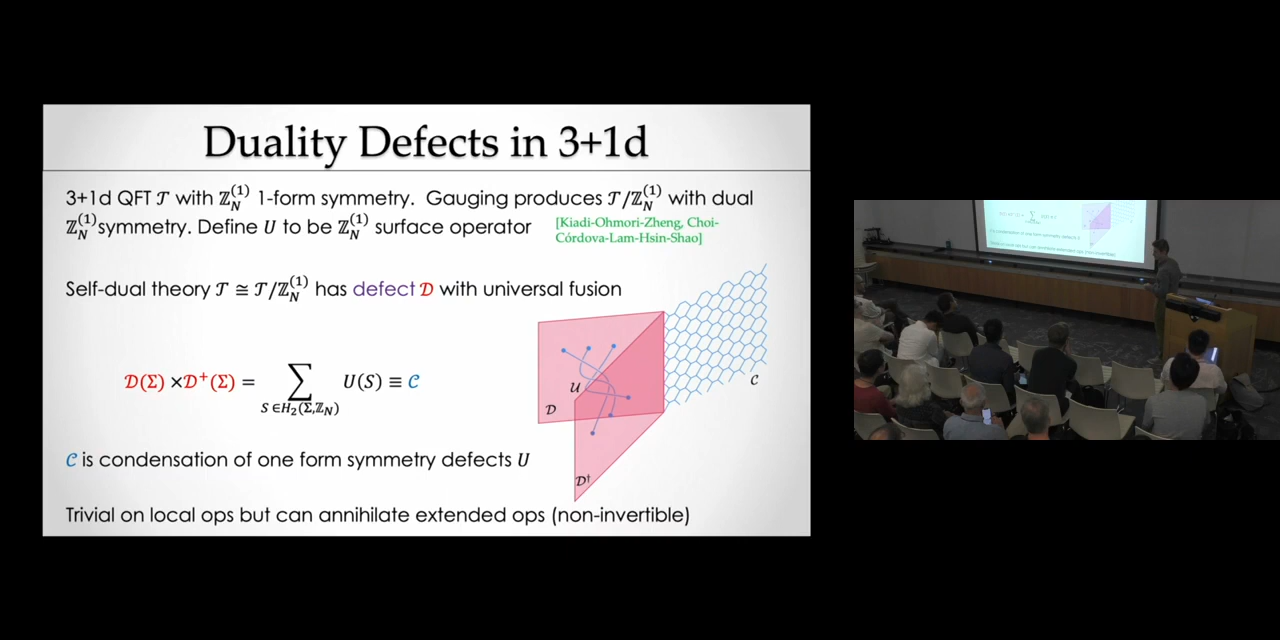 Duality Defects in 3+1d
3+1d QFT 𝒯 with ℤ_N^(1) 1-form symmetry. Gauging produces 𝒯/ℤ_N^(1) with dual
ℤ_N^(1) symmetry. Define U to be ℤ_N^(1) surface operator
[Kiadi-Ohmori-Zheng, Choi-
Córdova-Lam-Hsin-Shao]
Self-dual theory 𝒯 ≅ 𝒯/ℤ_N^(1) has defect 𝒟 with universal fusion
𝒟(Σ) ×𝒟⁺(Σ) = ∑_{S ∈H₂(Σ,ℤ_N)} U(S) ≡ 𝒞
U
𝒟
𝒞
𝒟†
𝒞 is condensation of one form symmetry defects U
Trivial on local ops but can annihilate extended ops (non-invertible)